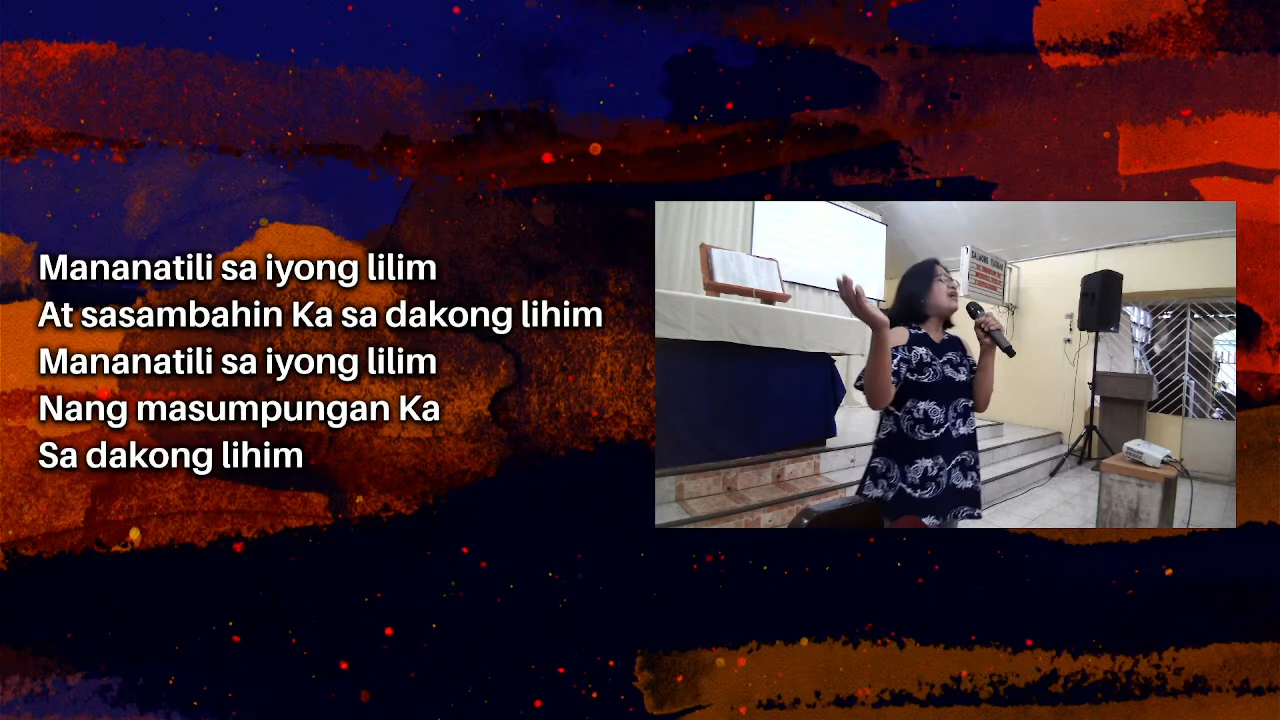 Mananatili sa iyong lilim
At sasambahin Ka sa dakong lihim
Mananatili sa iyong lilim
Nang masumpungan Ka
Sa dakong lihim